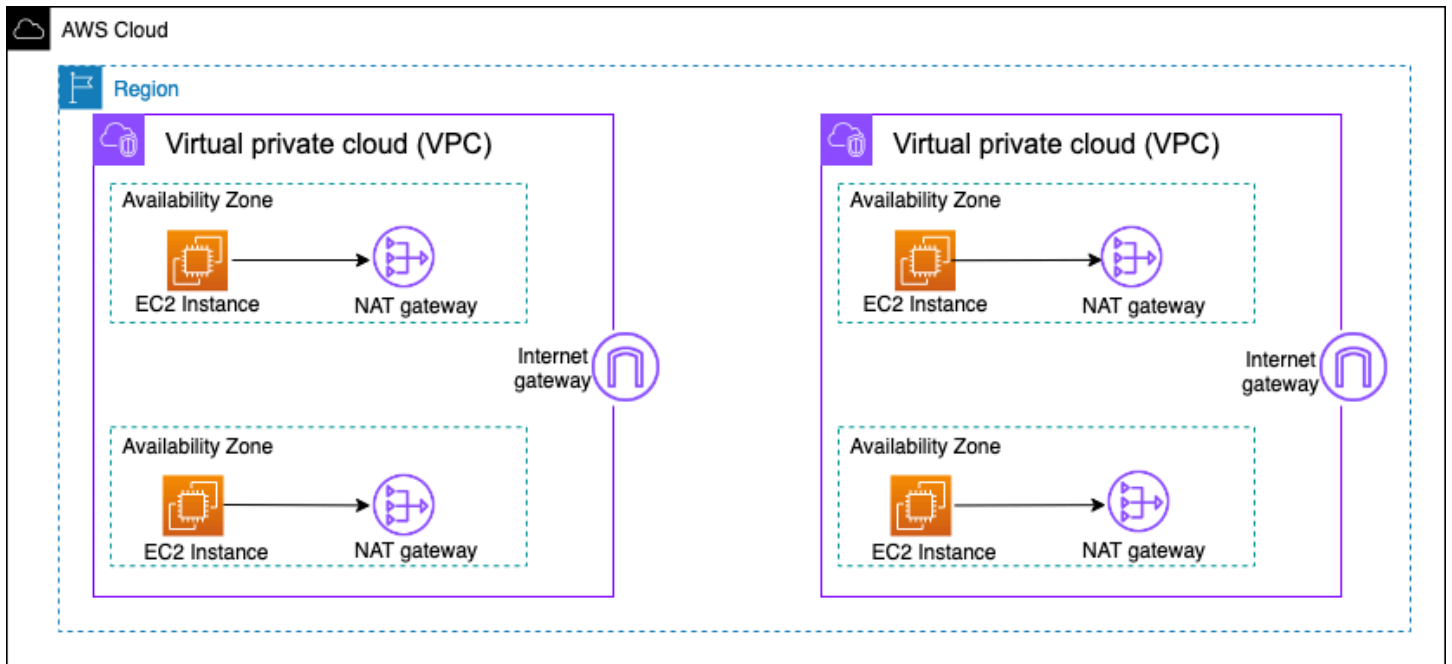 AWS Cloud
Region
Virtual private cloud (VPC)
Availability Zone
EC2 Instance
NAT gateway
Internet
gateway
Availability Zone
EC2 Instance
NAT gateway
Virtual private cloud (VPC)
Availability Zone
EC2 Instance
NAT gateway
Internet
gateway
Availability Zone
EC2 Instance
NAT gateway